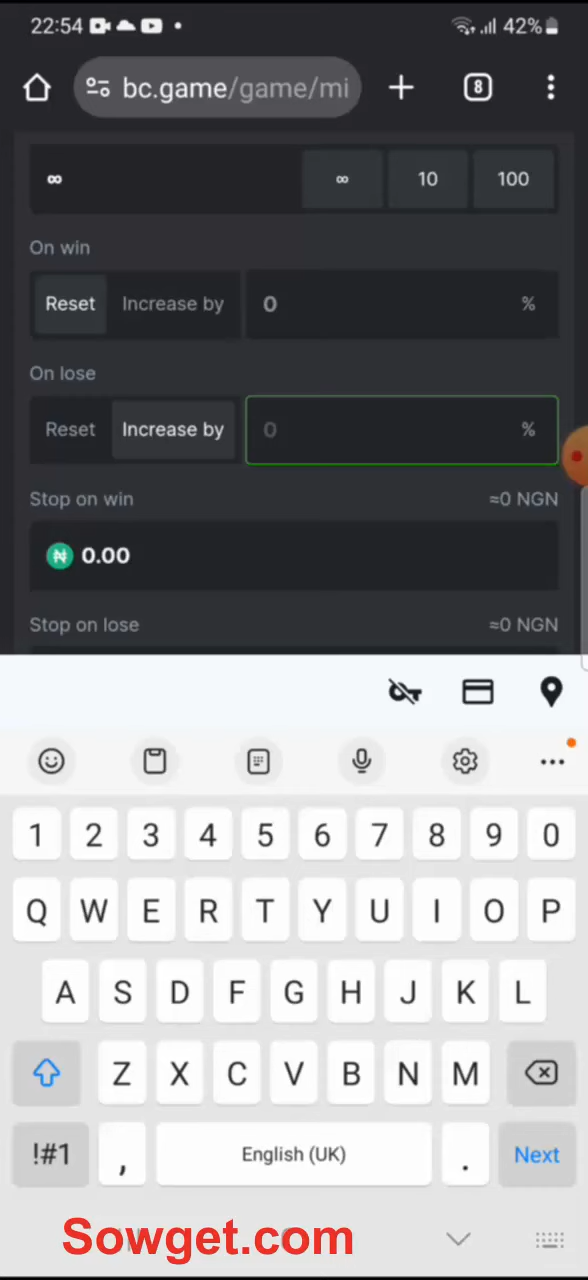 22:54 42%
bc.game/game/mi 8
∞ ∞ 10 100
On win
Reset Increase by 0 %
On lose
Reset Increase by 0 %
Stop on win ≈0 NGN
0.00
Stop on lose ≈0 NGN
1 2 3 4 5 6 7 8 9 0
Q W E R T Y U I O P
A S D F G H J K L
Z X C V B N M
!#1 , English (UK) . Next
Sowget.com